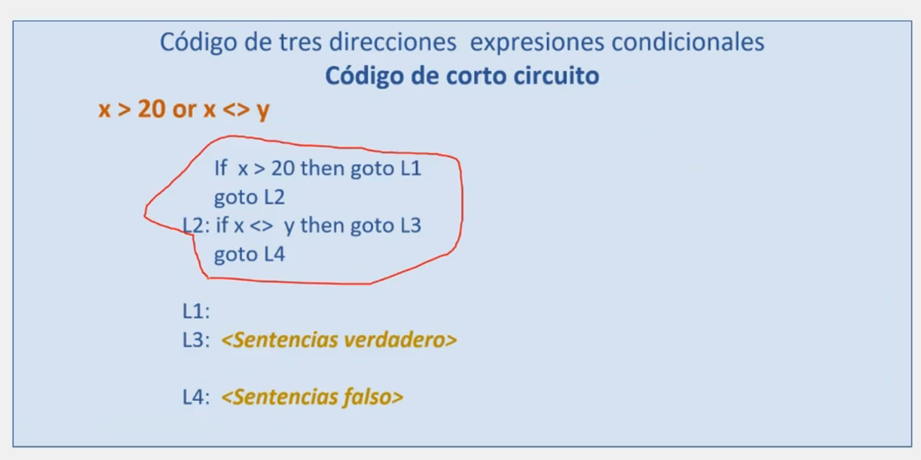 Código de tres direcciones expresiones condicionales
Código de corto circuito
x > 20 or x <> y
If x > 20 then goto L1
goto L2
L2: if x <> y then goto L3
goto L4
L1:
L3: <Sentencias verdadero>
L4: <Sentencias falso>